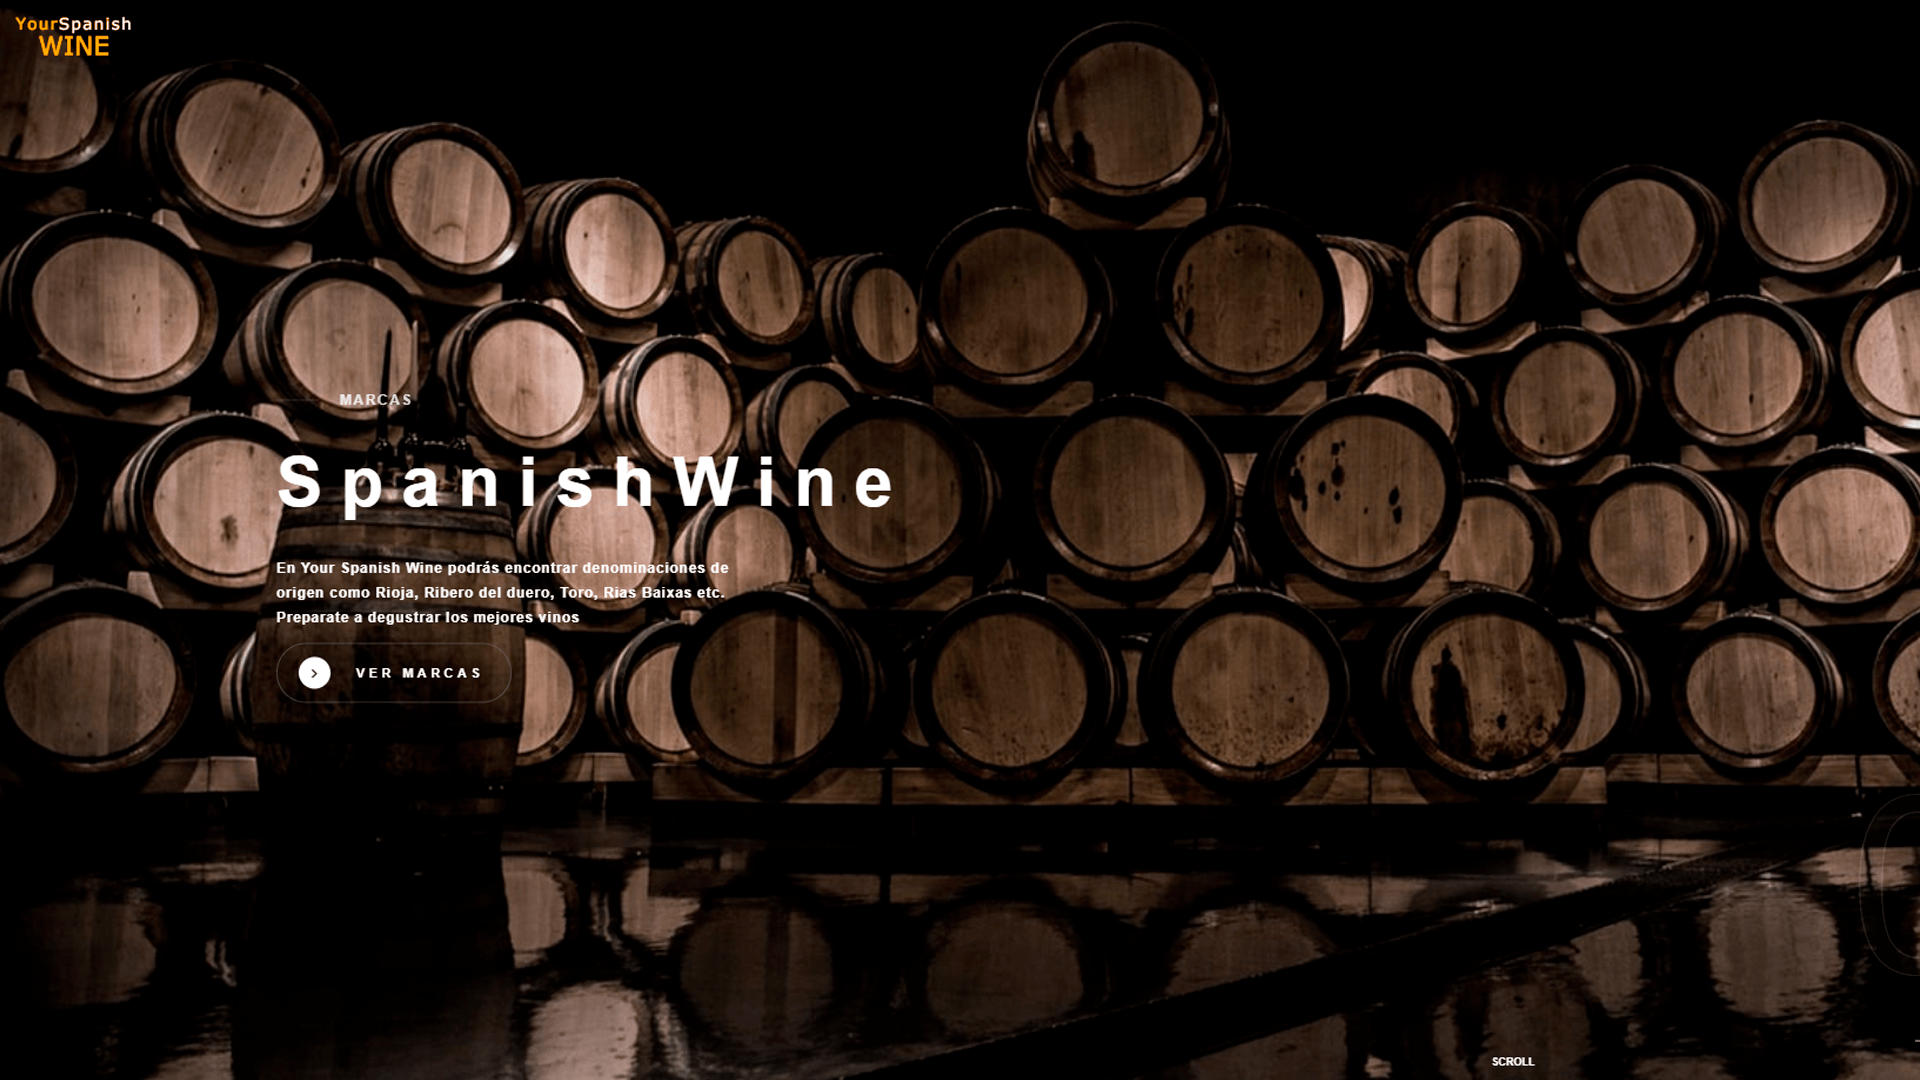 YourSpanish
WINE
MARCAS
SpanishWine
En Your Spanish Wine podrás encontrar denominaciones de
origen como Rioja, Ribero del duero, Toro, Rias Baixas etc.
Preparate a degustrar los mejores vinos
VER MARCAS
SCROLL